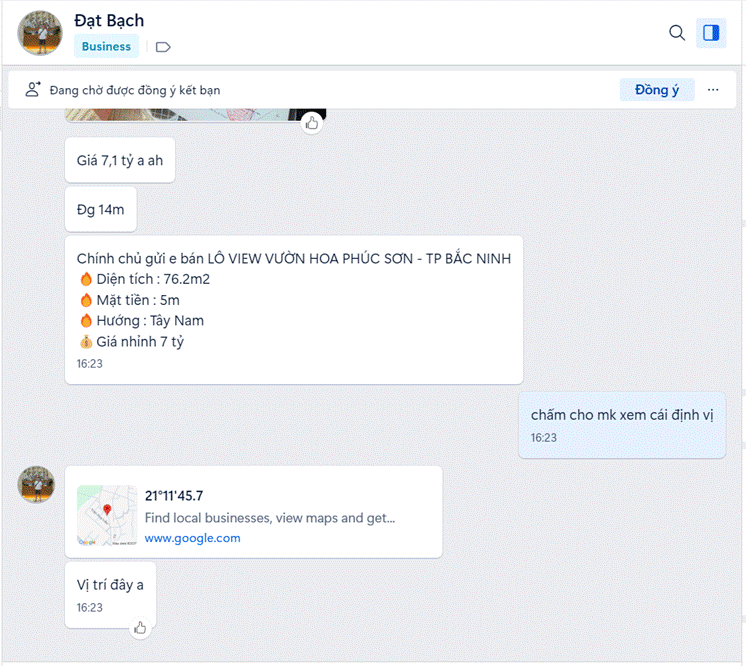 Đạt Bạch
Business
Đang chờ được đồng ý kết bạn
Đồng ý
Giá 7,1 tỷ a ah
Đg 14m
Chính chủ gửi e bán LÔ VIEW VƯỜN HOA PHÚC SƠN - TP BẮC NINH
🔥 Diện tích : 76.2m2
🔥 Mặt tiền : 5m
🔥 Hướng : Tây Nam
💰 Giá nhỉnh 7 tỷ
16:23
chấm cho mk xem cái định vị
16:23
21°11'45.7
Find local businesses, view maps and get...
www.google.com
Vị trí đây a
16:23